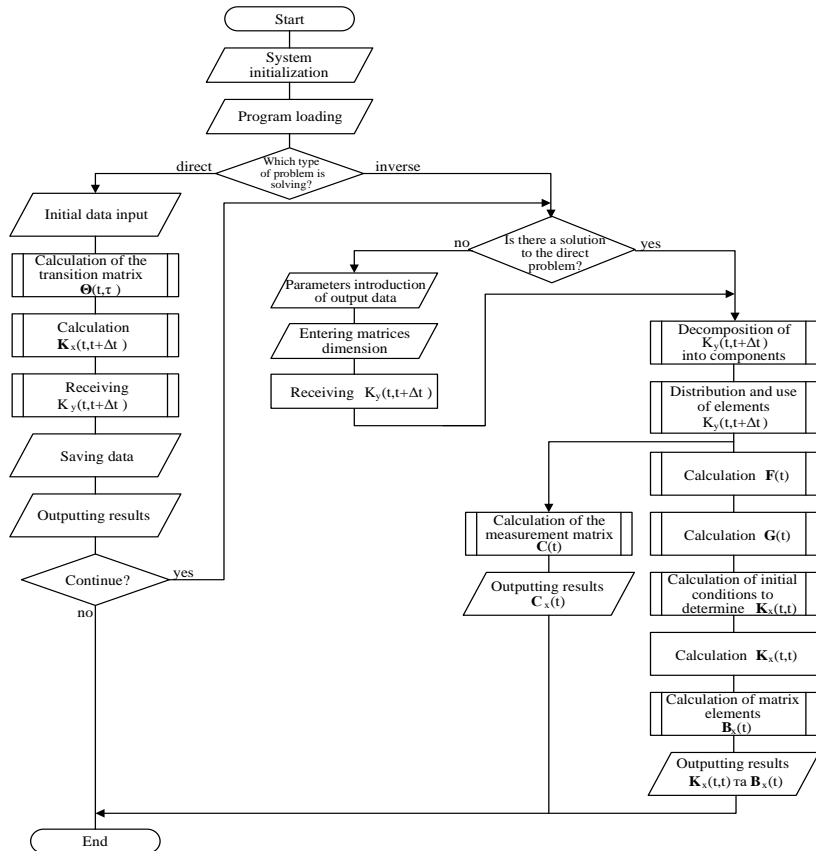 Start
System
initialization
Program loading
Which type
of problem is
solving?
direct
inverse
Initial data input
Calculation of the
transition matrix
Θ(t,τ )
Calculation
Kₓ(t,t+Δt )
Receiving
K y(t,t+Δt )
Saving data
Outputting results
Continue?
yes
no
Is there a solution
to the direct
problem?
no
yes
Parameters introduction
of output data
Entering matrices
dimension
Receiving Ky(t,t+Δt )
Decomposition of
Ky(t,t+Δt )
into components
Distribution and use
of elements
Ky(t,t+Δt )
Calculation F(t)
Calculation of the
measurement matrix
C(t)
Outputting results
C x(t)
Calculation G(t)
Calculation of initial
conditions to
determine Kx(t,t)
Calculation Kx(t,t)
Calculation of matrix
elements
Bx(t)
Outputting results
Kx(t,t) та Bx(t)
End